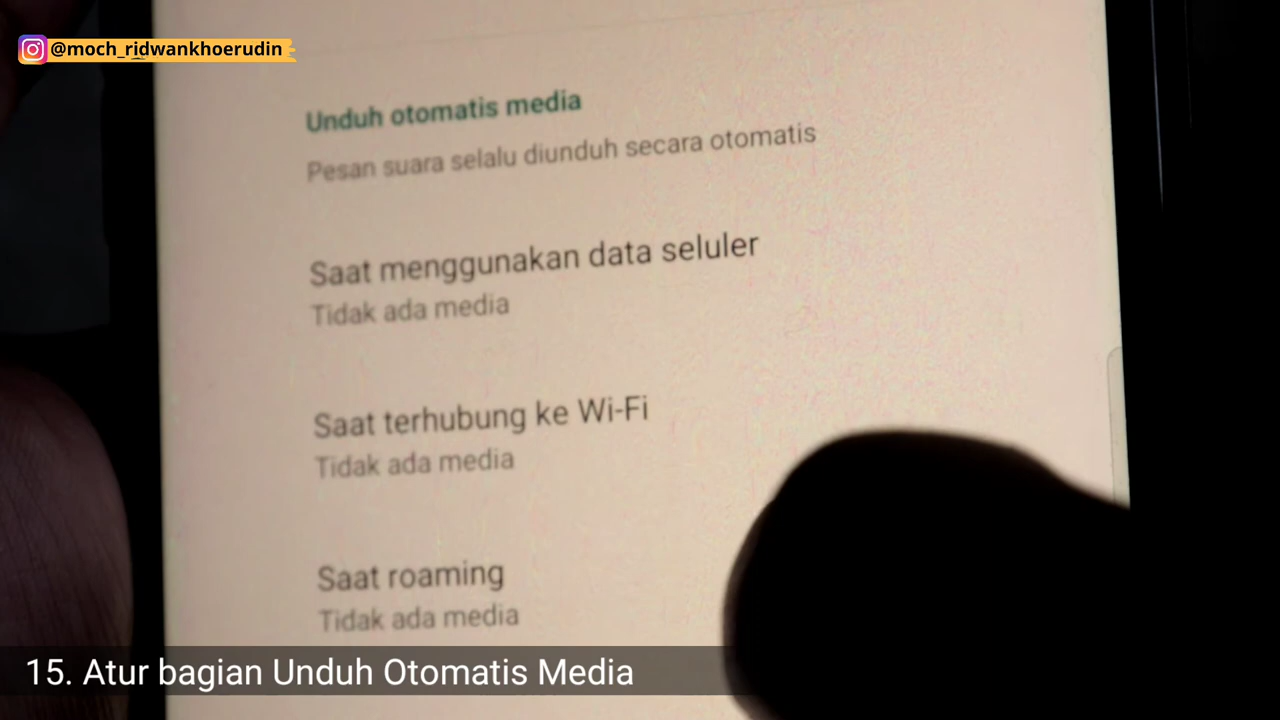 @moch_ridwankhoerudin
Unduh otomatis media
Pesan suara selalu diunduh secara otomatis
Saat menggunakan data seluler
Tidak ada media
Saat terhubung ke Wi-Fi
Tidak ada media
Saat roaming
Tidak ada media
15. Atur bagian Unduh Otomatis Media